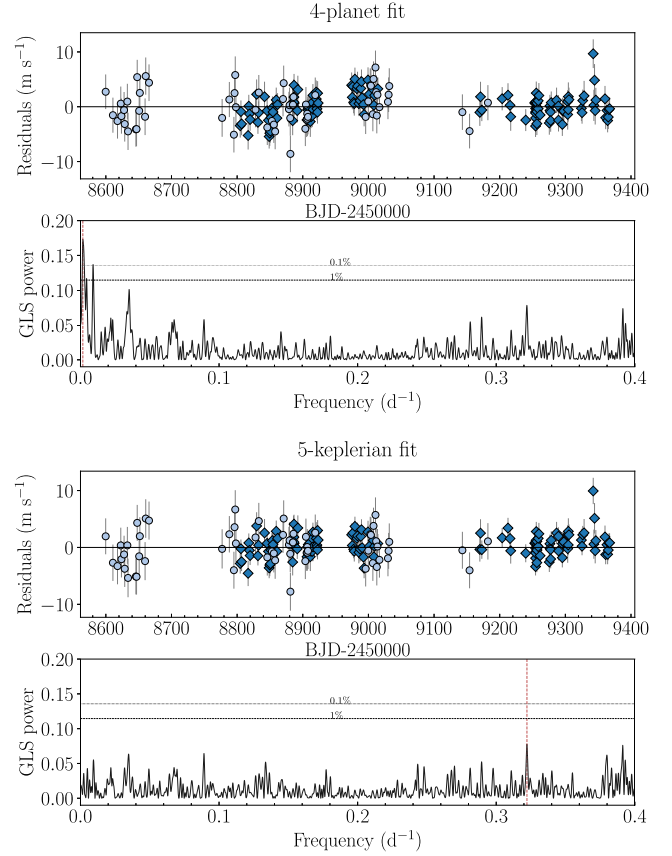 4-planet fit
10
0
−10
Residuals (m s⁻¹)
8600 8700 8800 8900 9000 9100 9200 9300 9400
BJD-2450000
0.20
0.15
0.10
0.05
0.00
GLS power
0.1%
1%
0.0 0.1 0.2 0.3 0.4
Frequency (d⁻¹)
5-keplerian fit
10
0
−10
Residuals (m s⁻¹)
8600 8700 8800 8900 9000 9100 9200 9300 9400
BJD-2450000
0.20
0.15
0.10
0.05
0.00
GLS power
0.1%
1%
0.0 0.1 0.2 0.3 0.4
Frequency (d⁻¹)